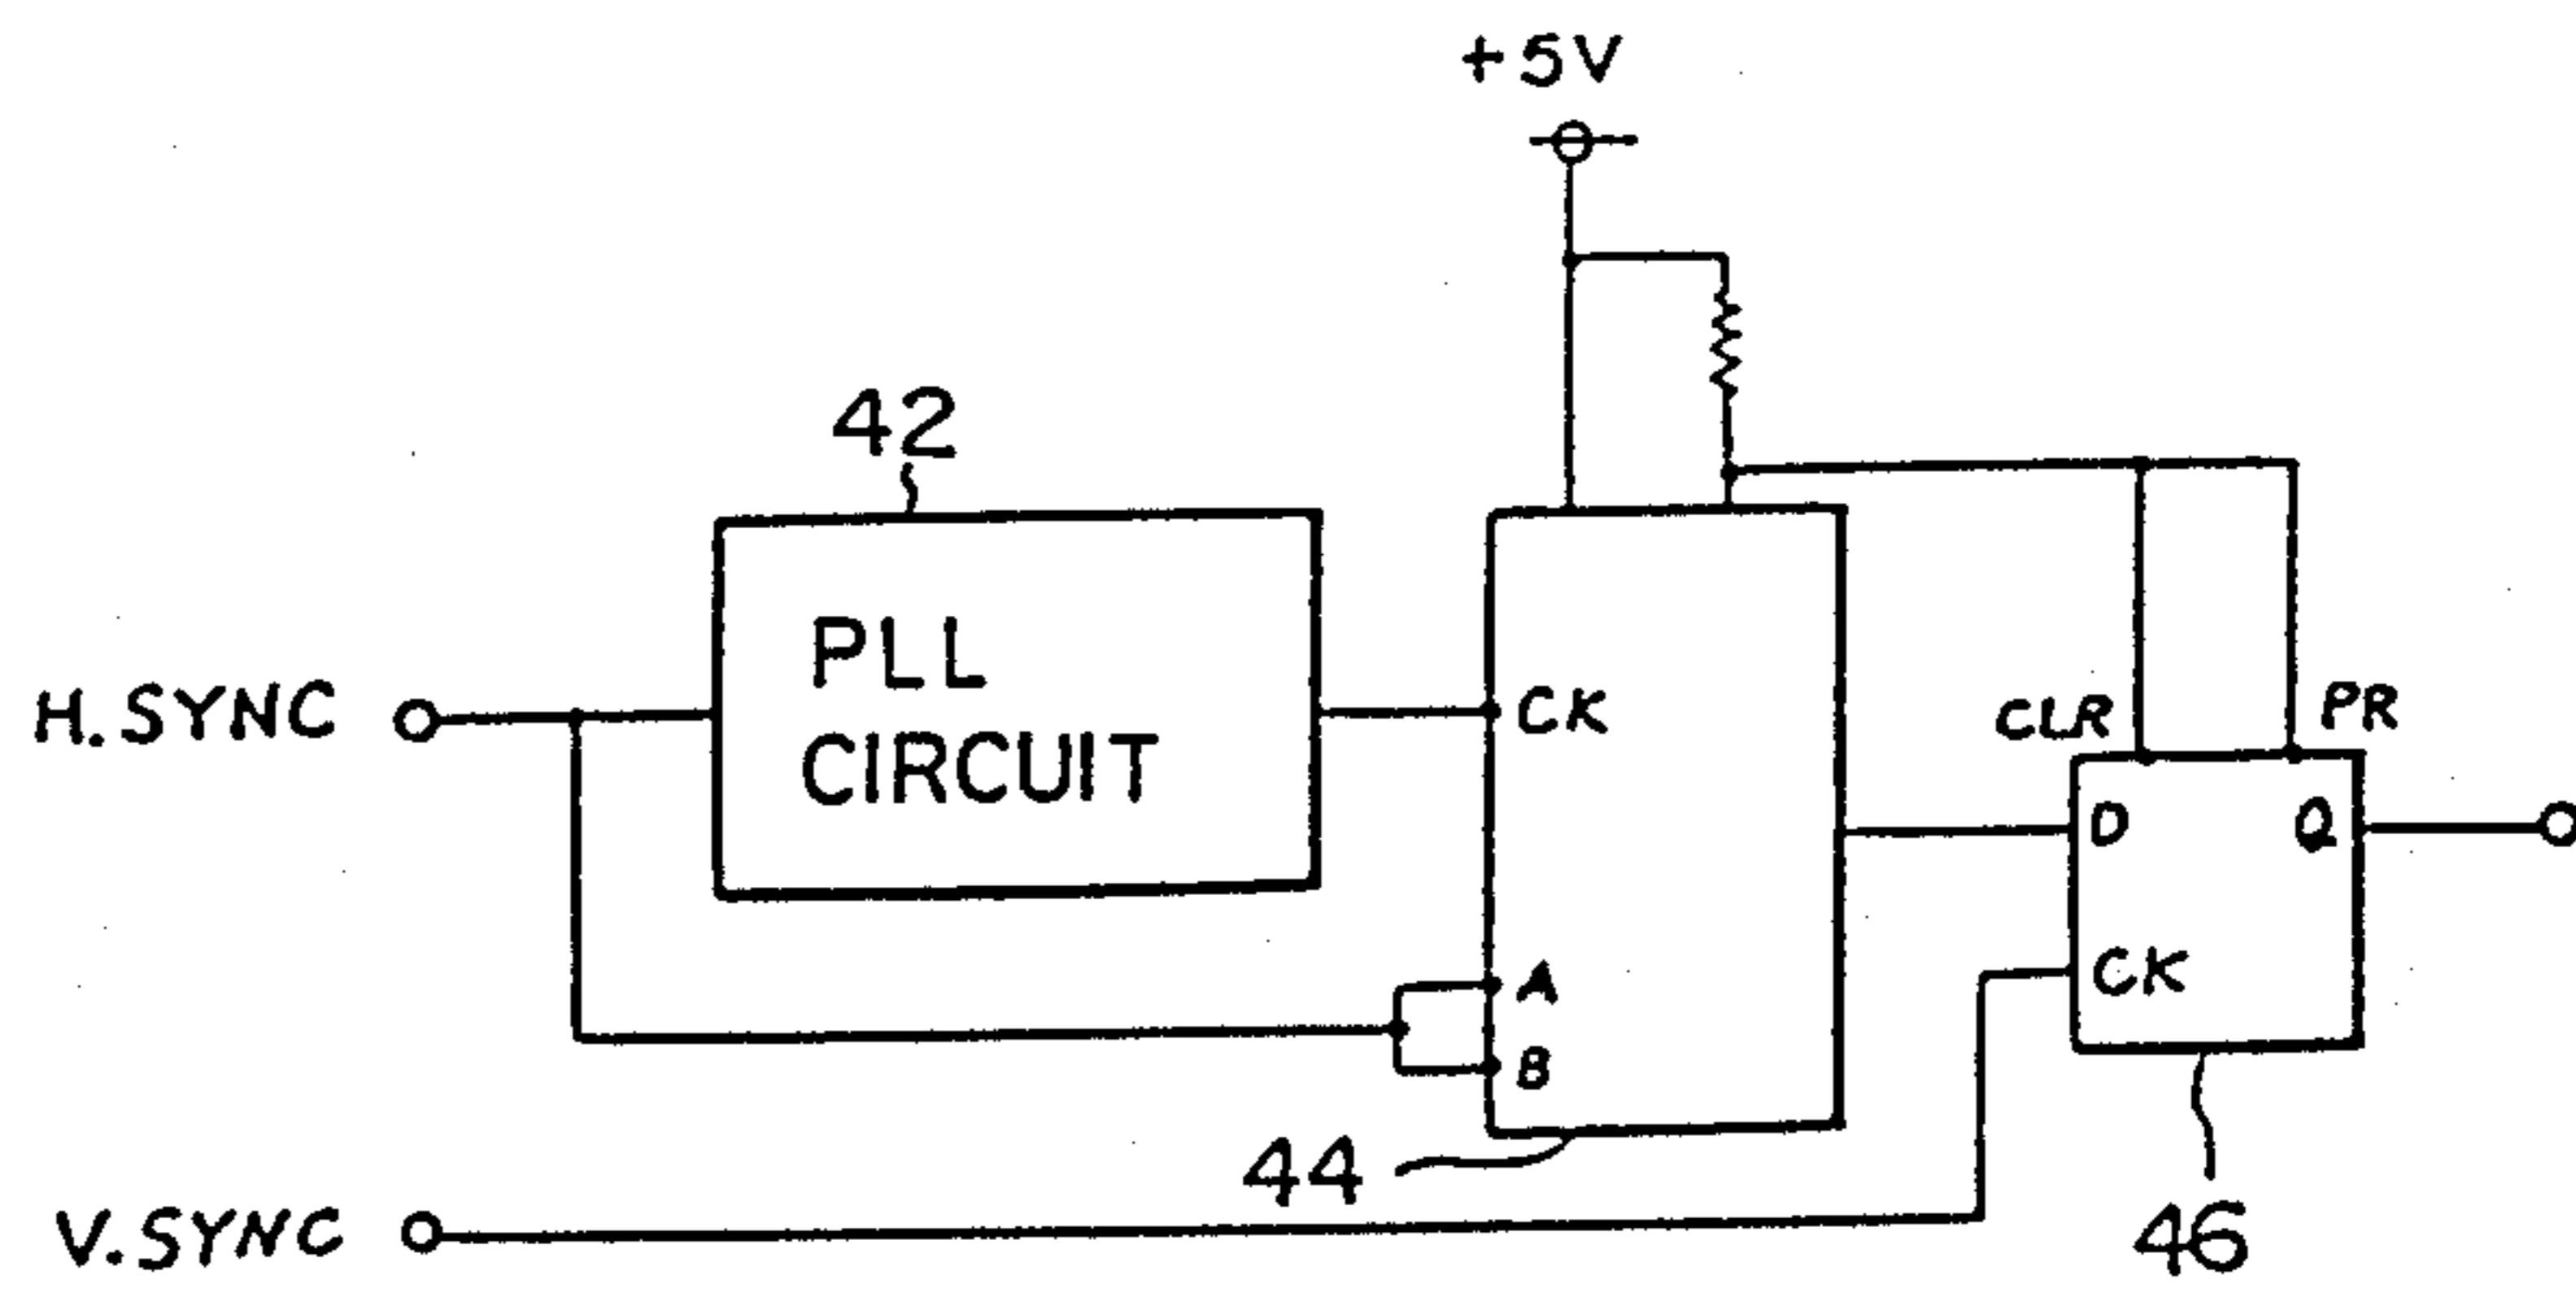 +5V
42
PLL
CIRCUIT
H.SYNC
CK
CLR
PR
D
Q
CK
A
B
44
V.SYNC
46